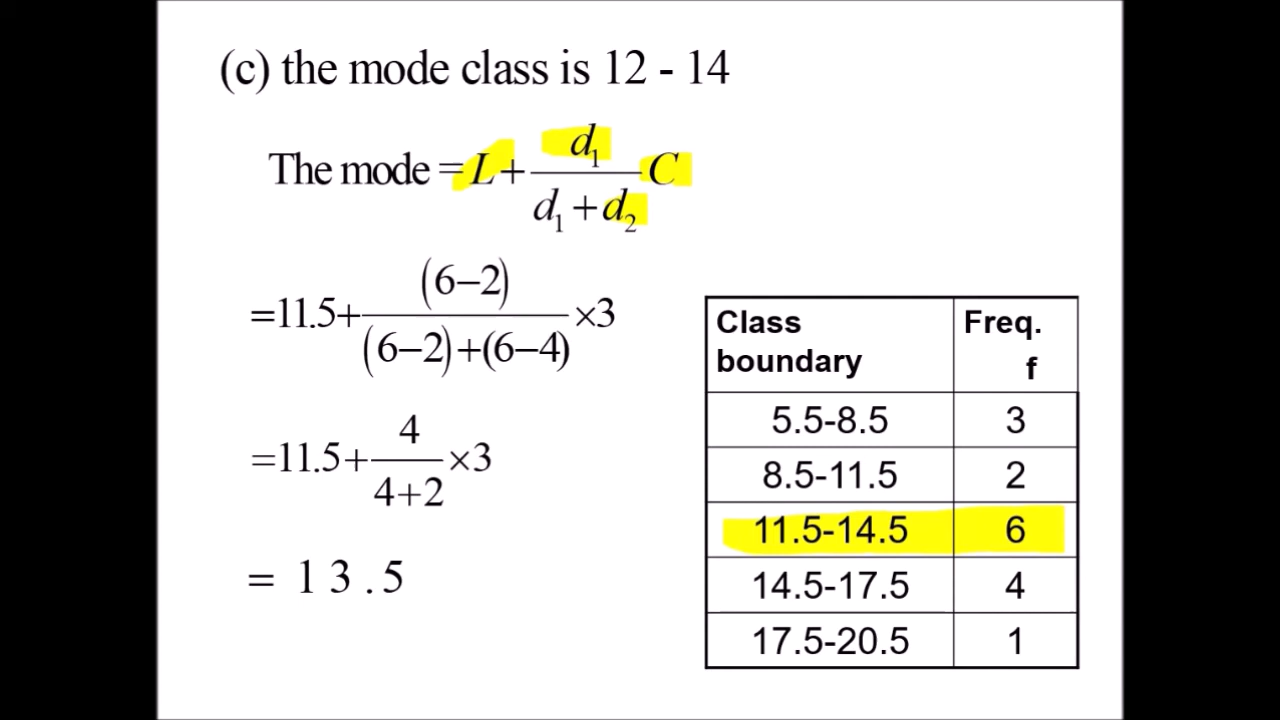 (c) the mode class is 12 - 14
The mode = L + d₁ / (d₁ + d₂) C
=11.5+ (6−2) / ((6−2)+(6−4)) ×3
=11.5+ 4 / (4+2) ×3
= 13.5
Class boundary Freq. f
5.5-8.5 3
8.5-11.5 2
11.5-14.5 6
14.5-17.5 4
17.5-20.5 1